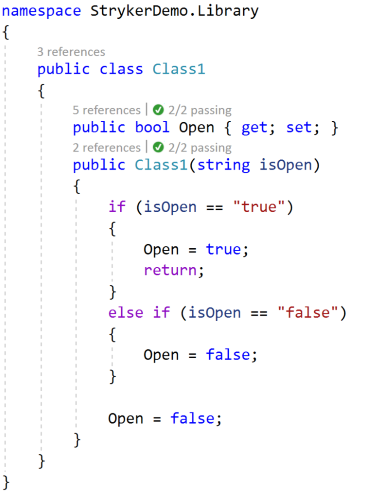 namespace StrykerDemo.Library
{
3 references
public class Class1
{
5 references | 2/2 passing
public bool Open { get; set; }
2 references | 2/2 passing
public Class1(string isOpen)
{
if (isOpen == "true")
{
Open = true;
return;
}
else if (isOpen == "false")
{
Open = false;
}
Open = false;
}
}
}